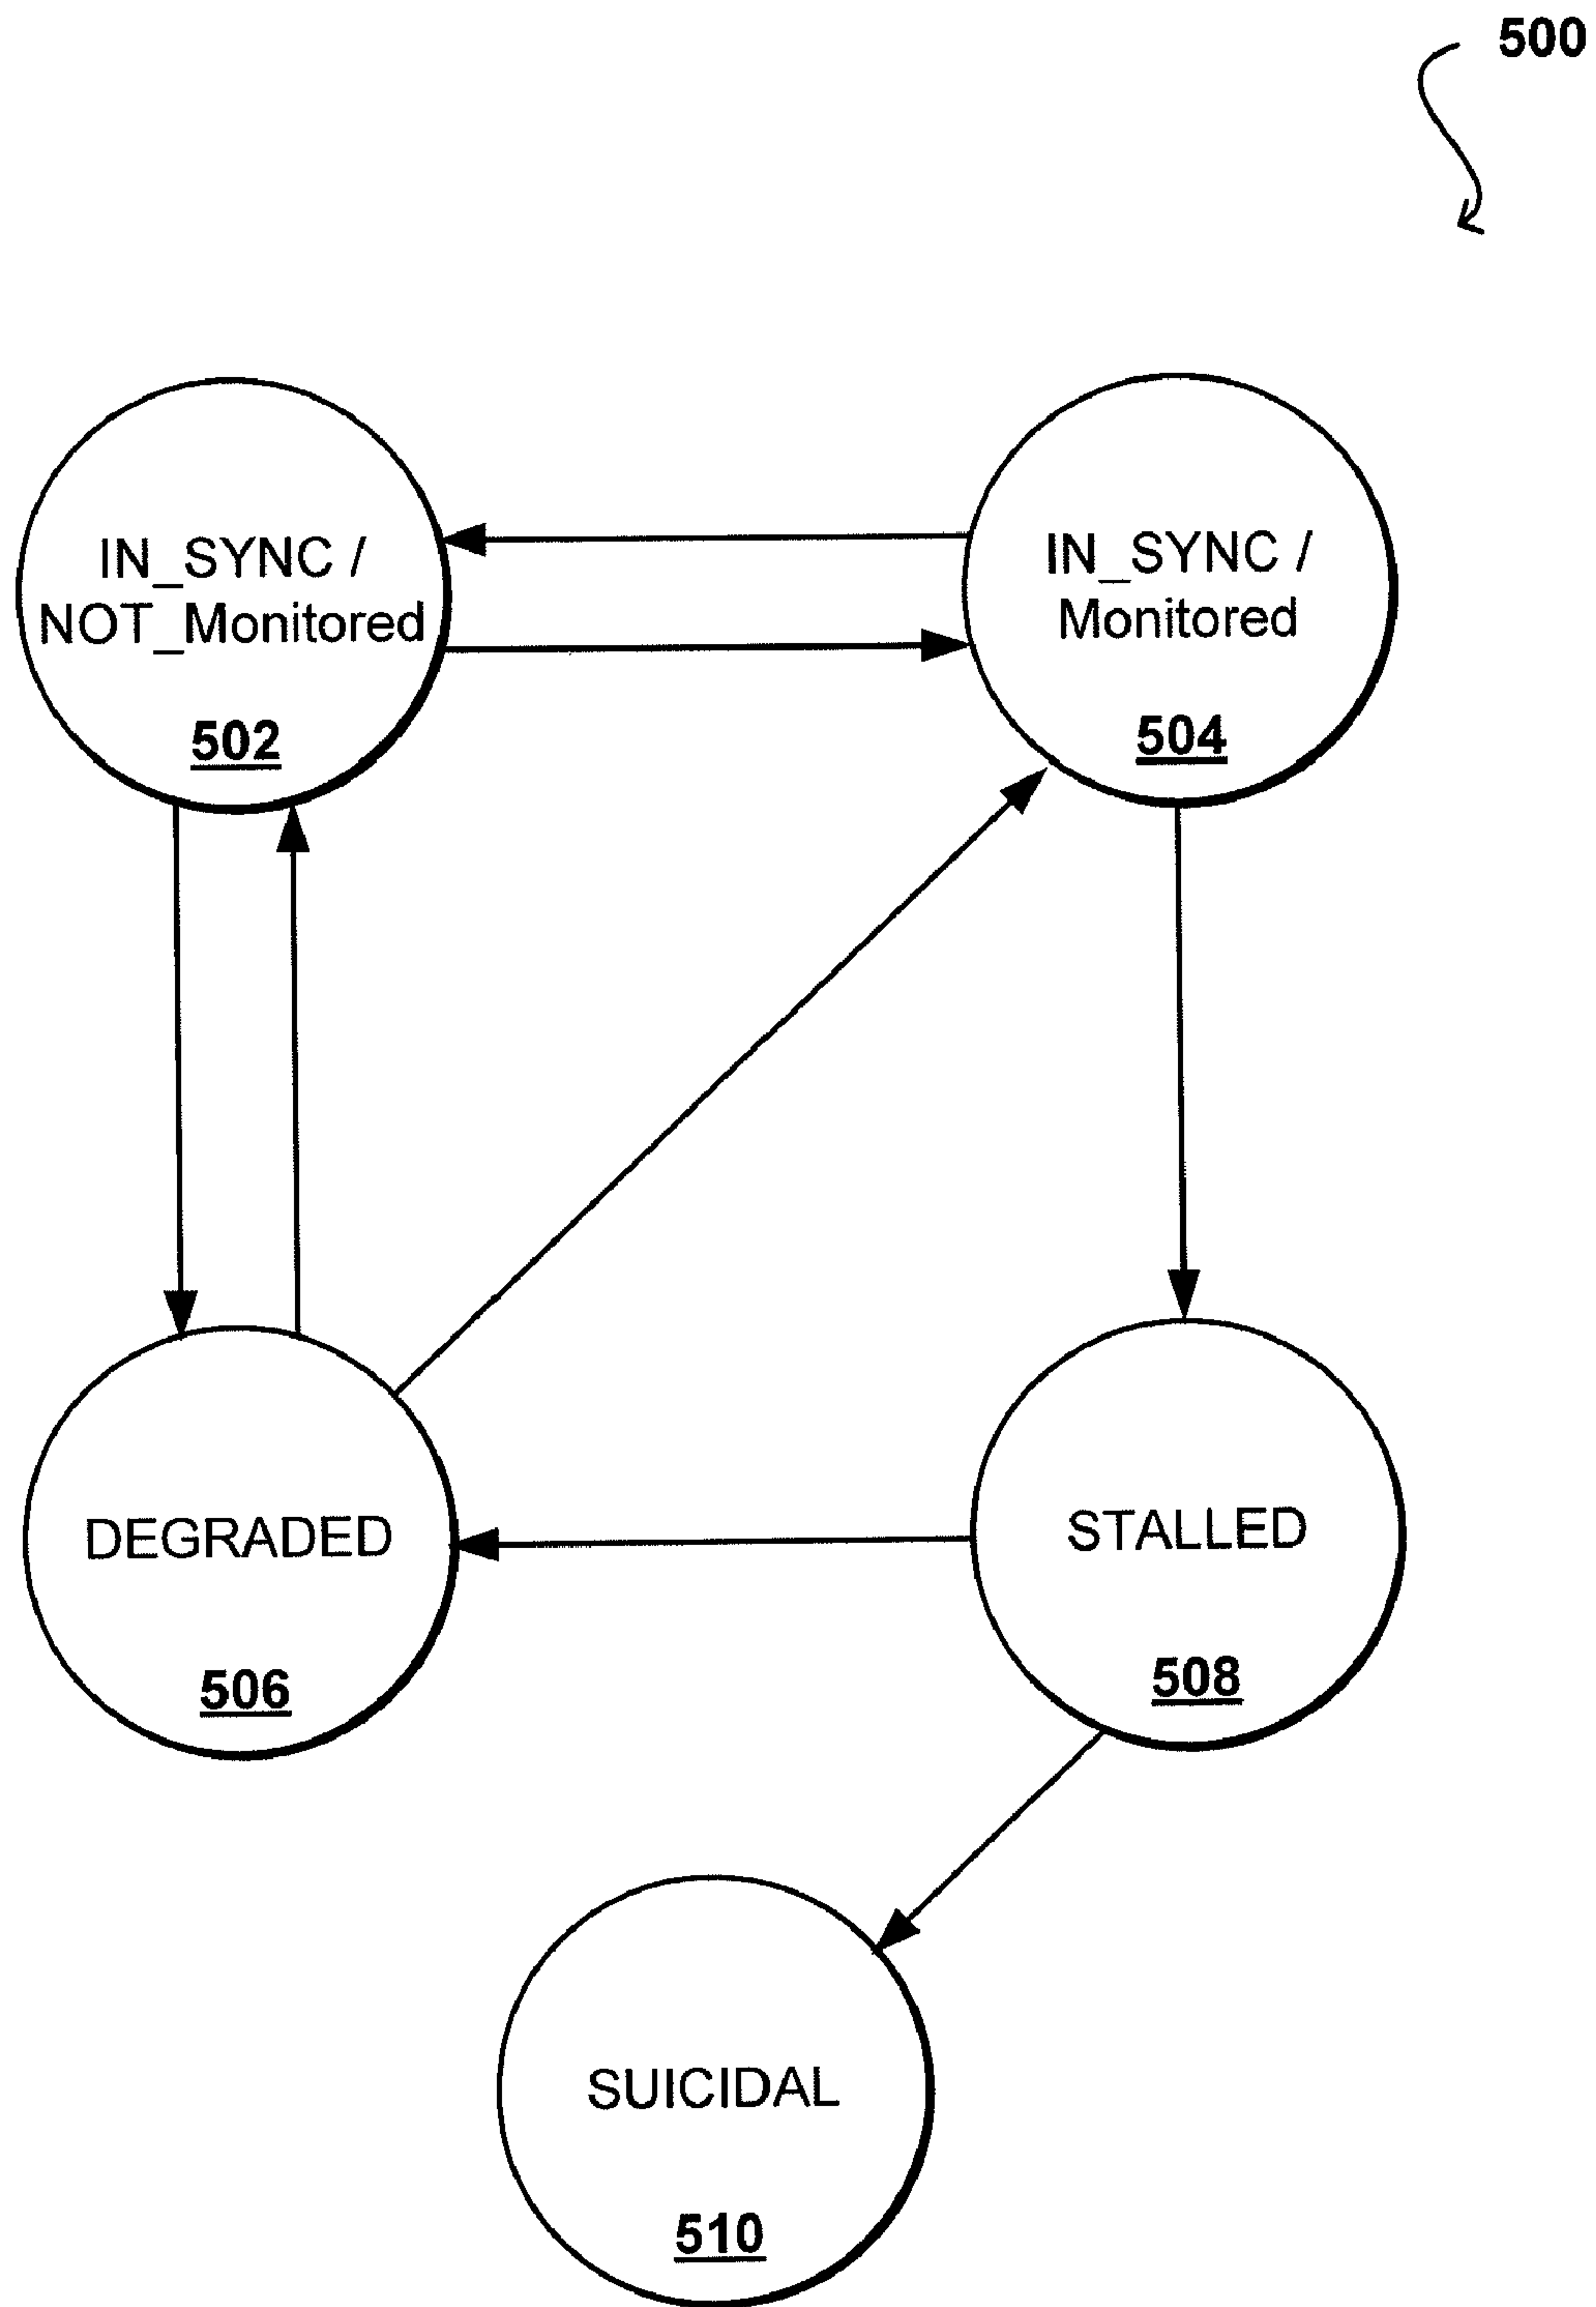 500
IN_SYNC /
NOT_Monitored
502
IN_SYNC /
Monitored
504
DEGRADED
506
STALLED
508
SUICIDAL
510